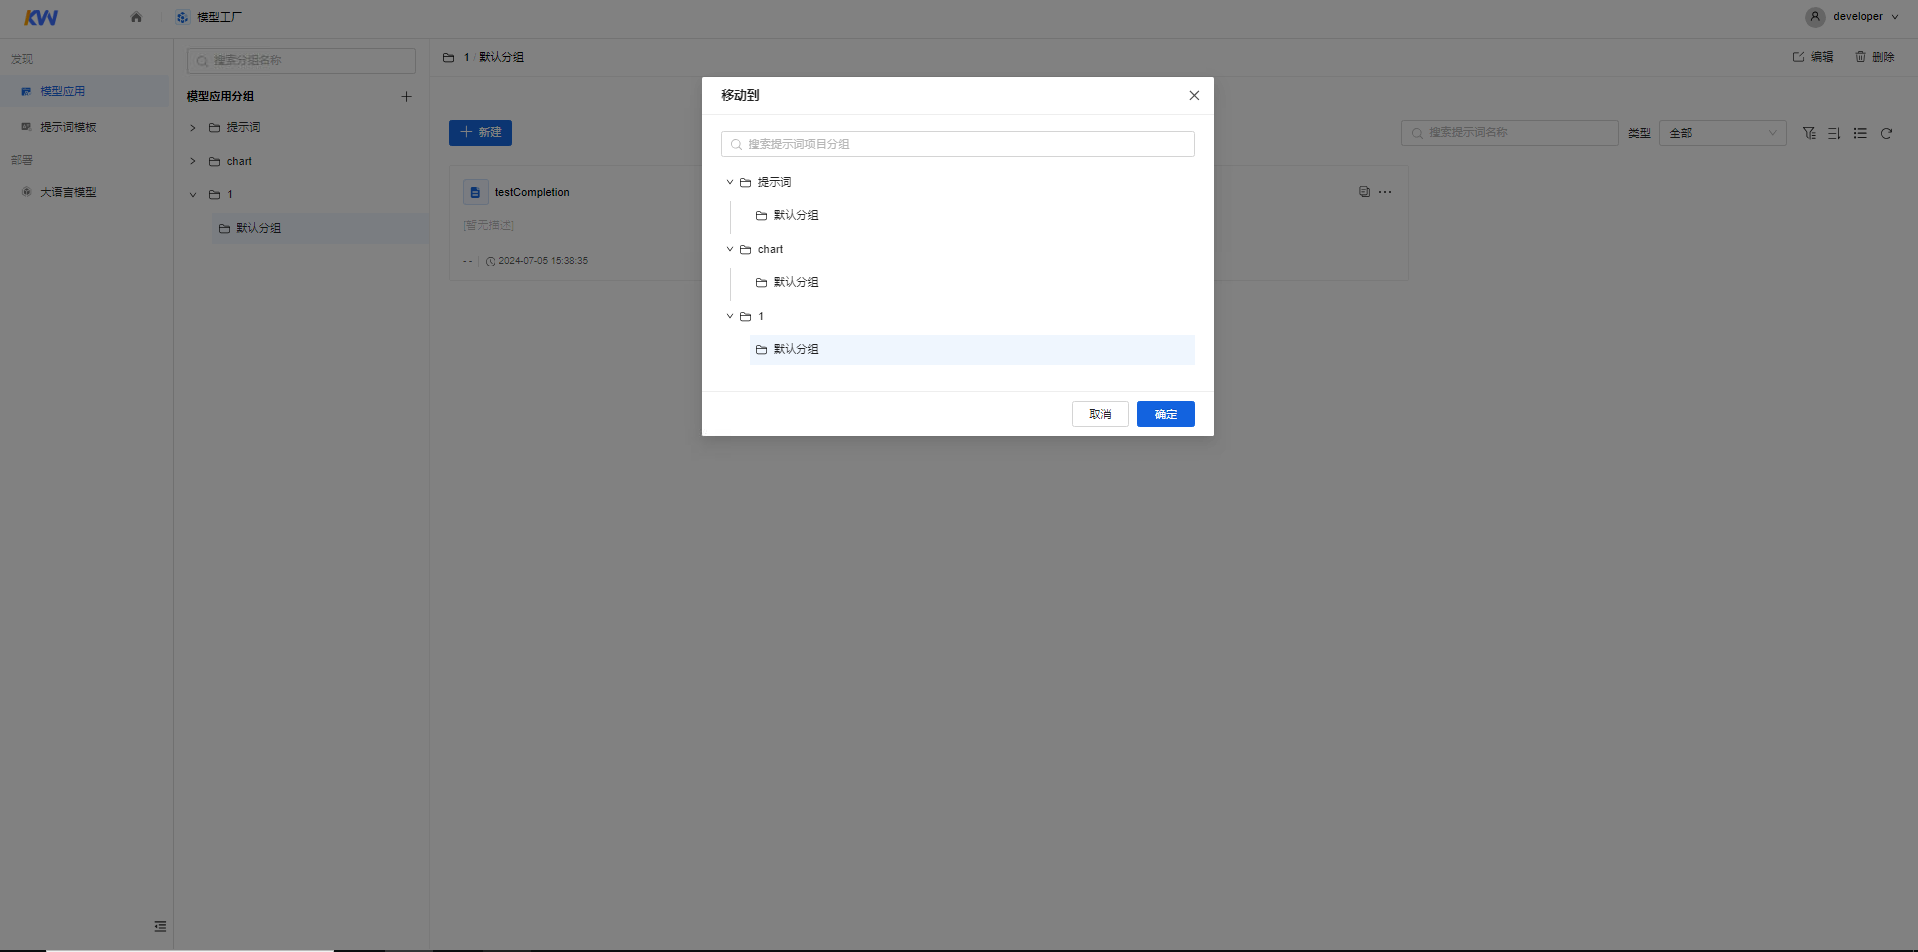 KW
模型工厂
developer
发现
模型应用
提示词模板
部署
大语言模型
搜索分组名称
模型应用分组
提示词
chart
1
默认分组
1 / 默认分组
编辑
删除
新建
搜索提示词名称
类型
全部
testCompletion
[暂无描述]
-- | 2024-07-05 15:38:35
移动到
搜索提示词项目分组
提示词
默认分组
chart
默认分组
1
默认分组
取消
确定